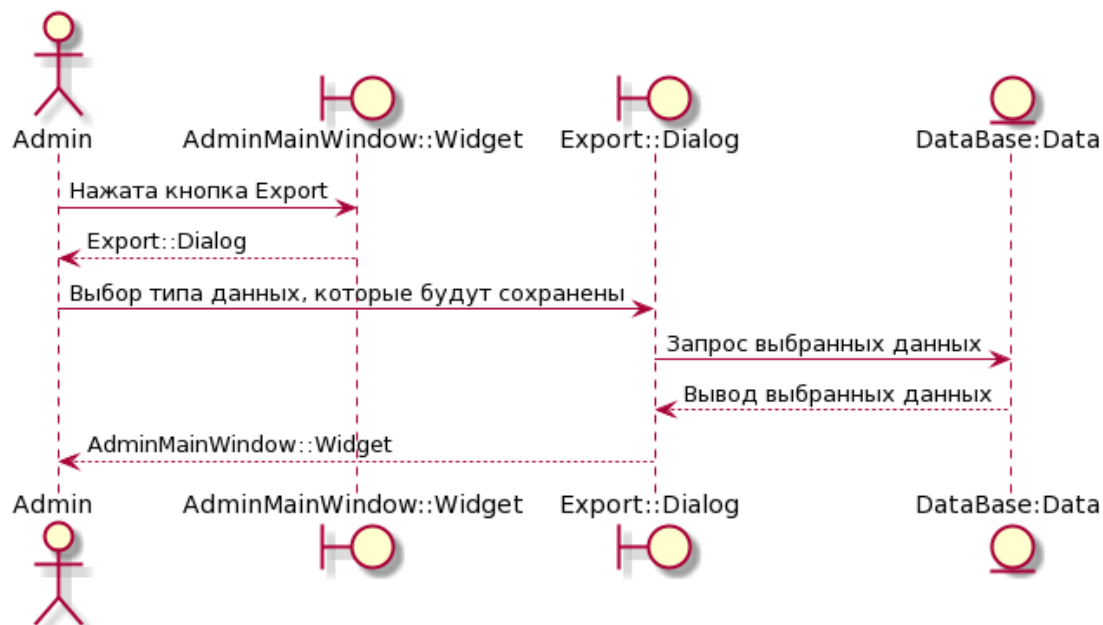 Admin
AdminMainWindow::Widget
Export::Dialog
DataBase:Data
Нажата кнопка Export
Export::Dialog
Выбор типа данных, которые будут сохранены
Запрос выбранных данных
Вывод выбранных данных
AdminMainWindow::Widget
Admin
AdminMainWindow::Widget
Export::Dialog
DataBase:Data